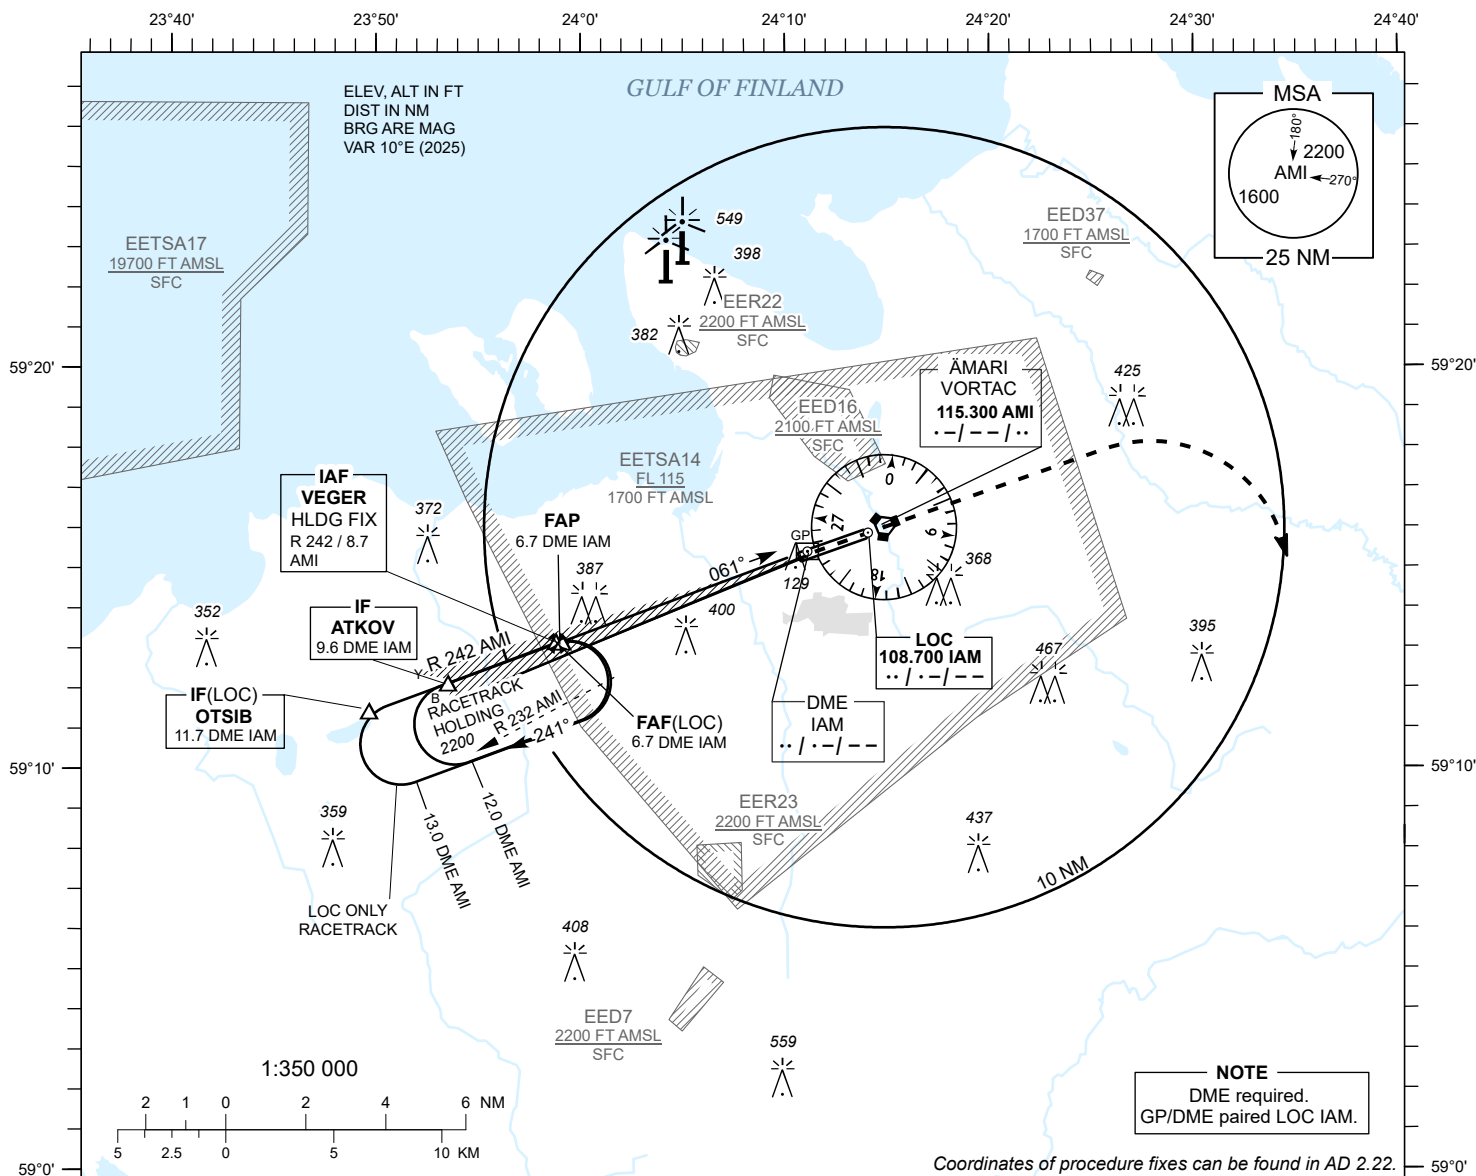 23°40'
23°50'
24°0'
24°10'
24°20'
24°30'
24°40'
ELEV, ALT IN FT
DIST IN NM
BRG ARE MAG
VAR 10°E (2025)
GULF OF FINLAND
MSA
180°
2200
AMI
270°
1600
25 NM
EETSA17
19700 FT AMSL
SFC
549
398
EED37
1700 FT AMSL
SFC
EER22
2200 FT AMSL
SFC
382
59°20'
59°20'
ÄMARI
VORTAC
115.300 AMI
·–/––/··
425
EED16
2100 FT AMSL
SFC
EETSA14
FL 115
1700 FT AMSL
IAF
VEGER
HLDG FIX
R 242 / 8.7
AMI
372
FAP
6.7 DME IAM
0
27
9
18
GP
061°
129
368
387
400
352
IF
ATKOV
9.6 DME IAM
R 242 AMI
LOC
108.700 IAM
··/·–/––
467
395
IF(LOC)
OTSIB
11.7 DME IAM
B
RACETRACK
HOLDING
2200
R 232 AMI
241°
FAF(LOC)
6.7 DME IAM
DME
IAM
··/·–/––
59°10'
59°10'
359
13.0 DME AMI
12.0 DME AMI
EER23
2200 FT AMSL
SFC
437
10 NM
LOC ONLY
RACETRACK
408
EED7
2200 FT AMSL
SFC
559
1:350 000
2 1 0 2 4 6 NM
5 2.5 0 5 10 KM
NOTE
DME required.
GP/DME paired LOC IAM.
59°0'
59°0'
Coordinates of procedure fixes can be found in AD 2.22.